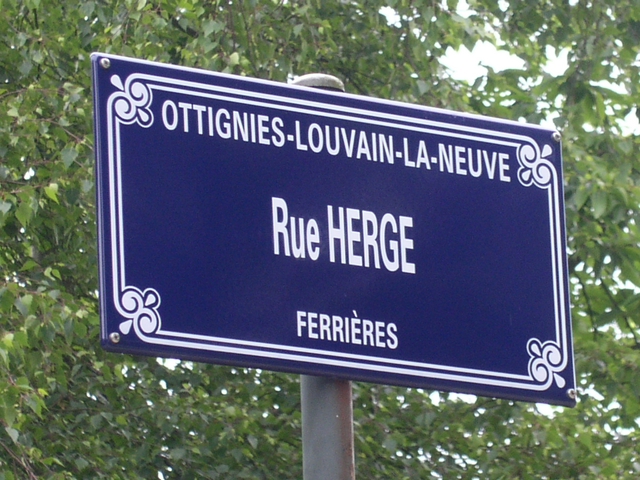 OTTIGNIES-LOUVAIN-LA-NEUVE
Rue HERGE
FERRIÈRES